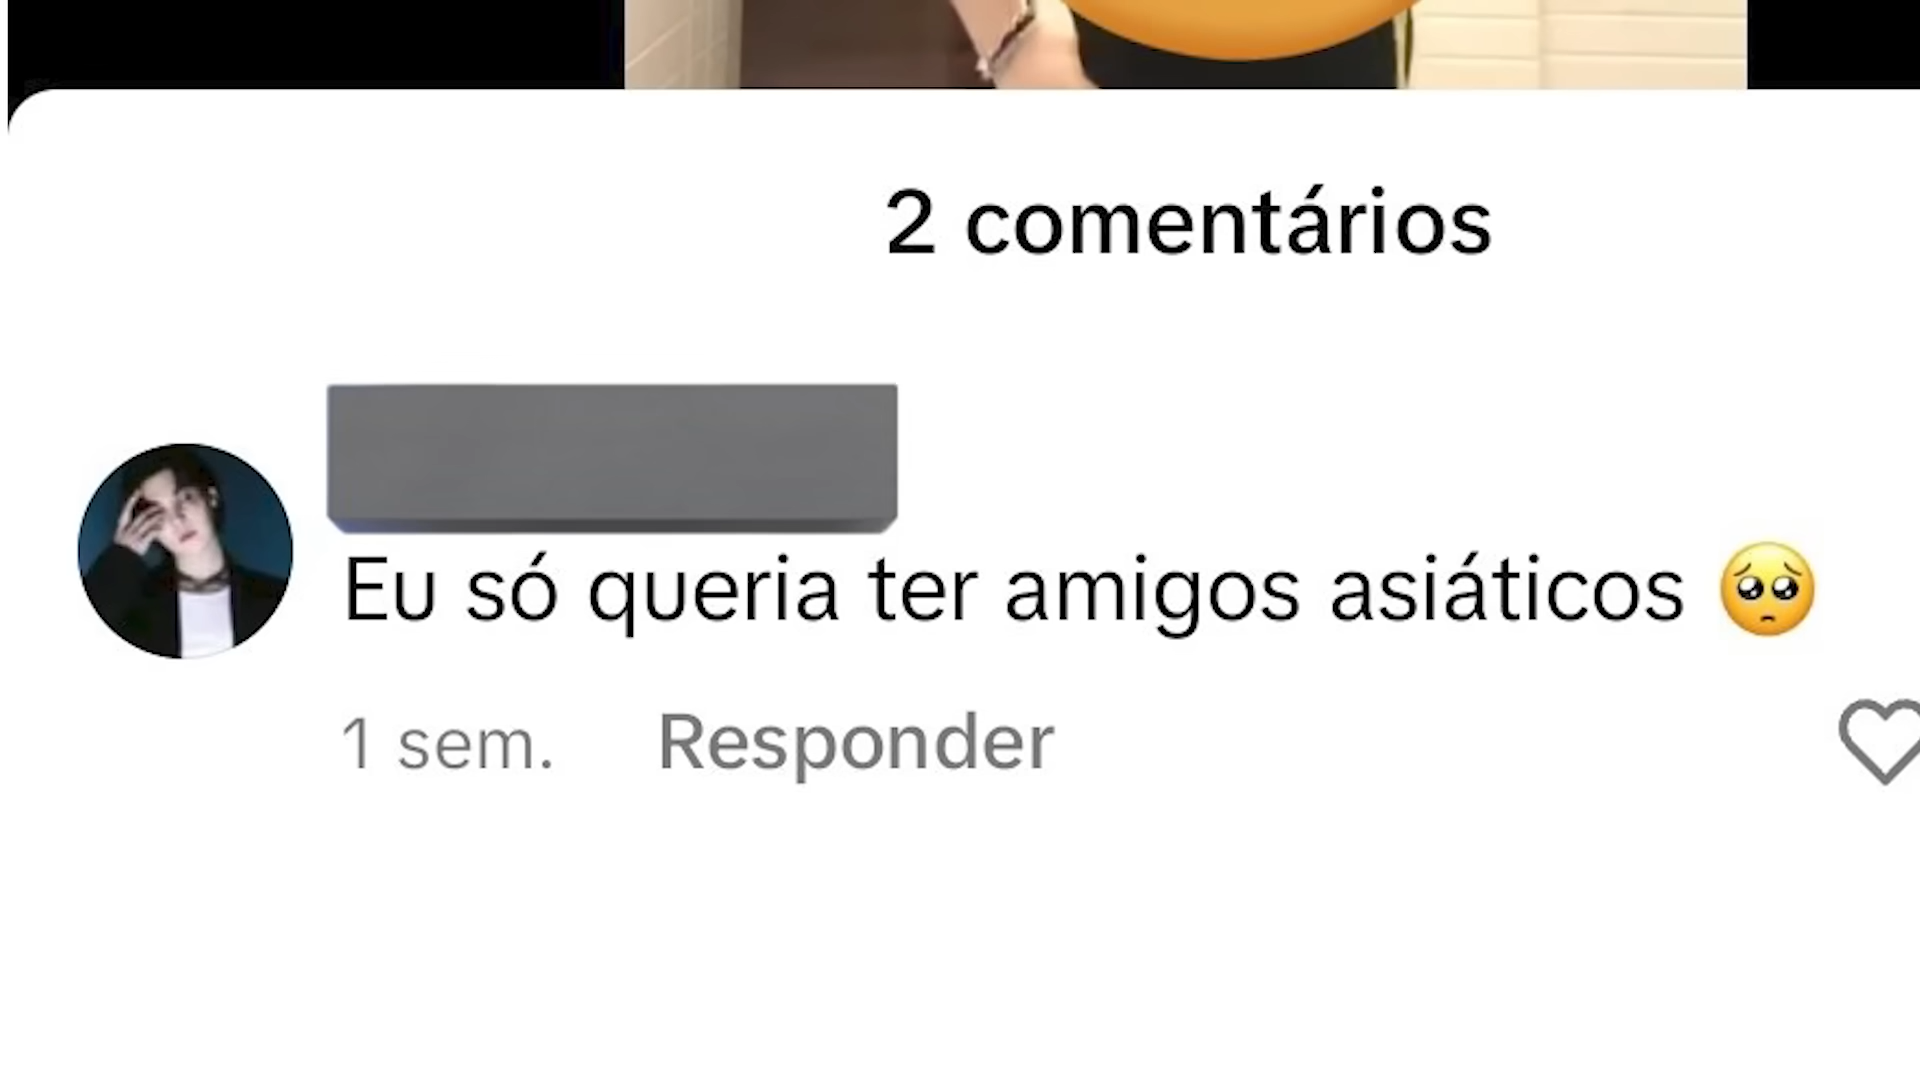 2 comentários
Eu só queria ter amigos asiáticos 🥺
1 sem. Responder